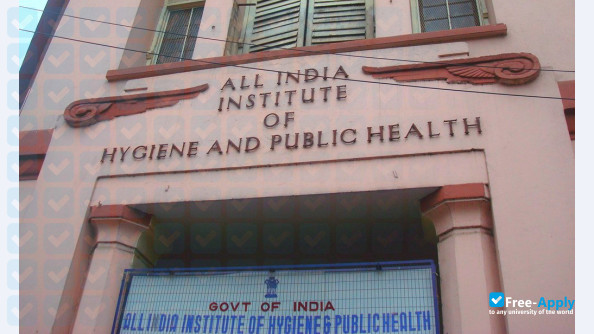 ALL INDIA
INSTITUTE
OF
HYGIENE AND PUBLIC HEALTH
GOVT OF INDIA
ALL INDIA INSTITUTE OF HYGIENE & PUBLIC HEALTH
Free-Apply
to any university of the world